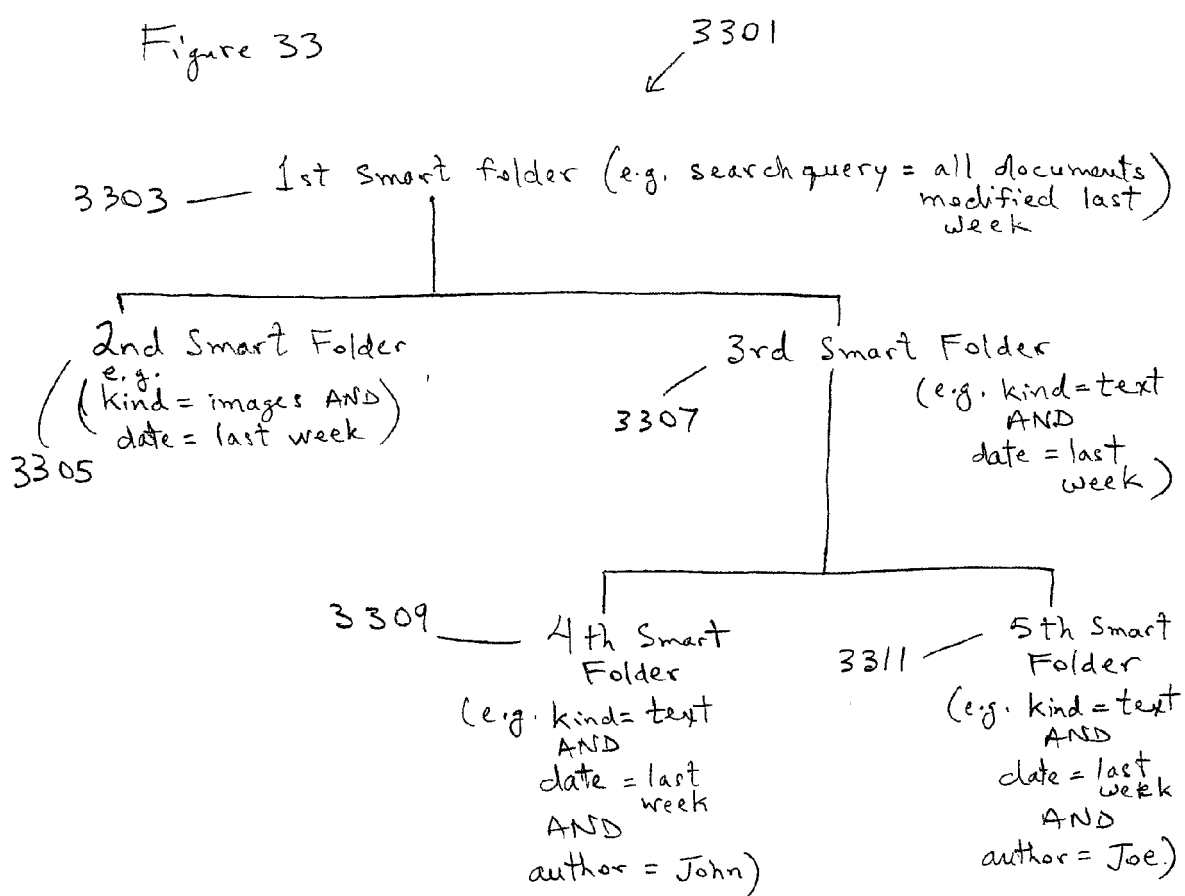 Figure 33
3301
3303
1st Smart folder (e.g. search query = all documents
modified last
week)
2nd Smart Folder
e.g.
(kind = images AND
date = last week)
3305
3rd Smart Folder
3307
(e.g. kind = text
AND
date = last
week)
3309
4th Smart
Folder
(e.g. kind = text
AND
date = last
week
AND
author = John)
3311
5th Smart
Folder
(e.g. kind = text
AND
date = last
week
AND
author = Joe.)